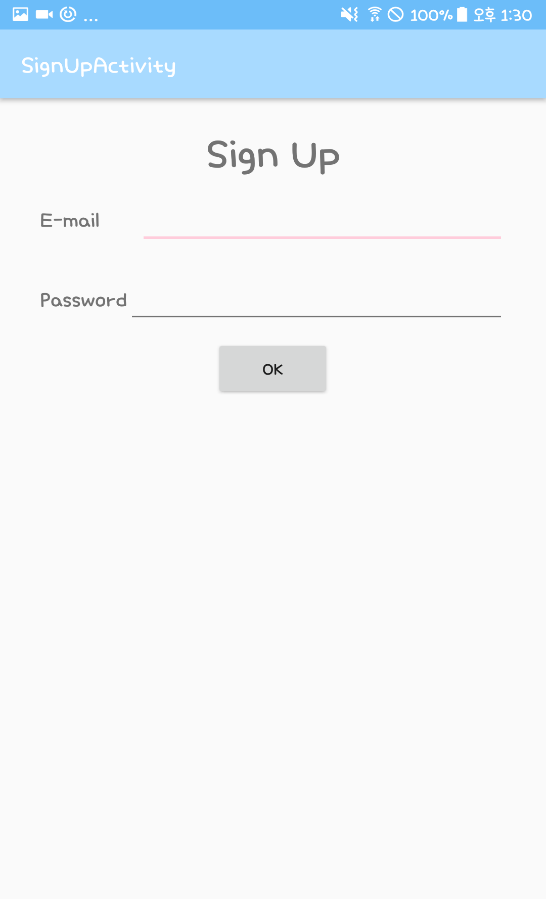 ... 100% 오후 1:30
SignUpActivity
Sign Up
E-mail
Password
OK